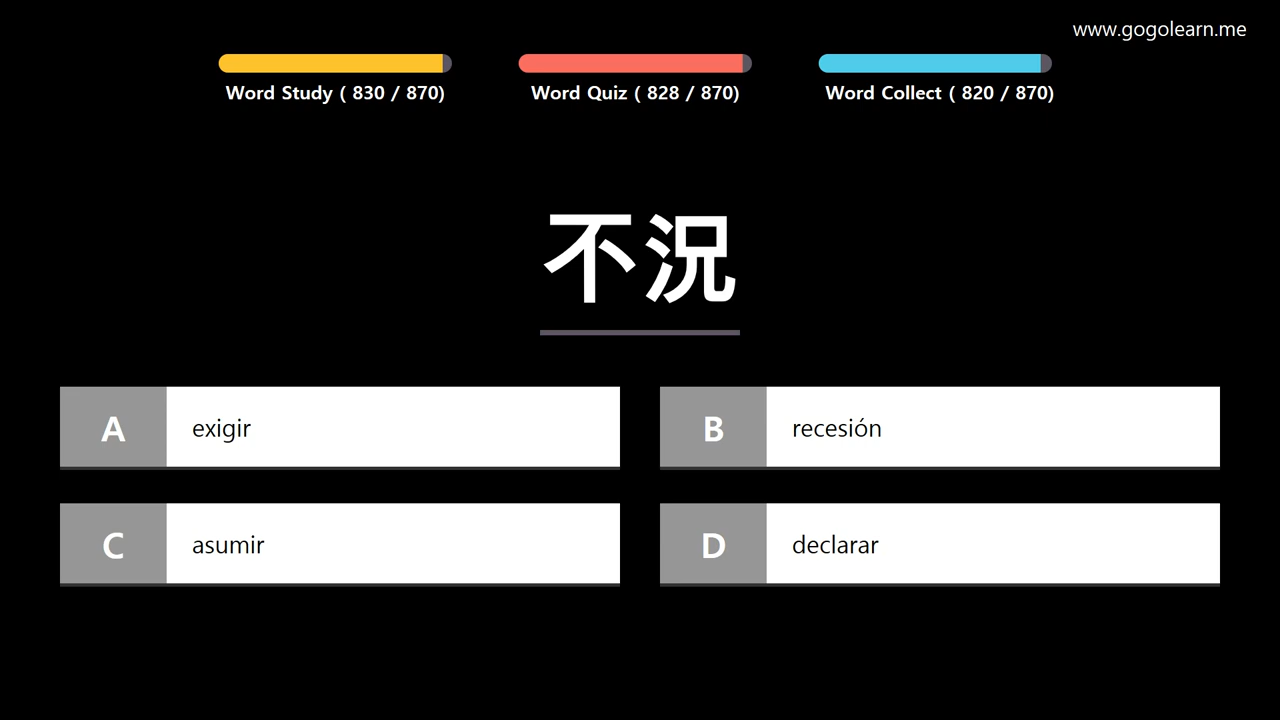 www.gogolearn.me
Word Study ( 830 / 870)
Word Quiz ( 828 / 870)
Word Collect ( 820 / 870)
不況
A exigir
B recesión
C asumir
D declarar